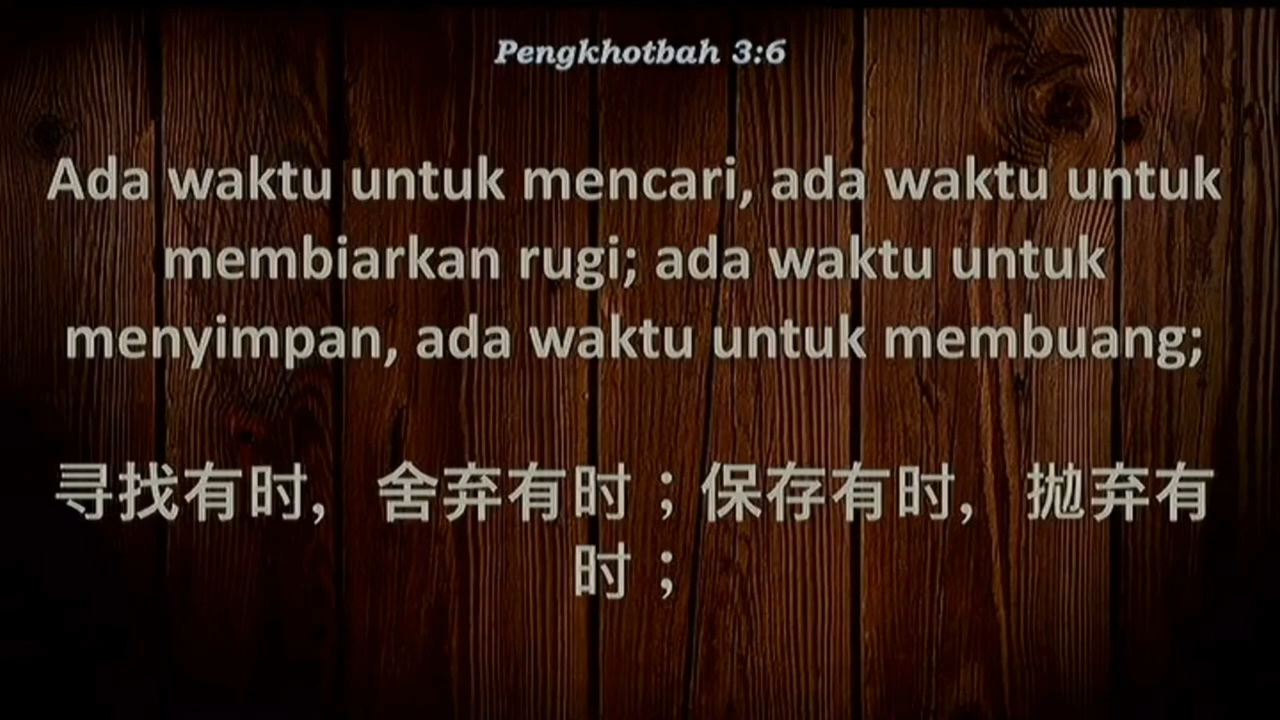 Pengkhotbah 3:6
Ada waktu untuk mencari, ada waktu untuk
membiarkan rugi; ada waktu untuk
menyimpan, ada waktu untuk membuang;
寻找有时, 舍弃有时；保存有时, 抛弃有
时；